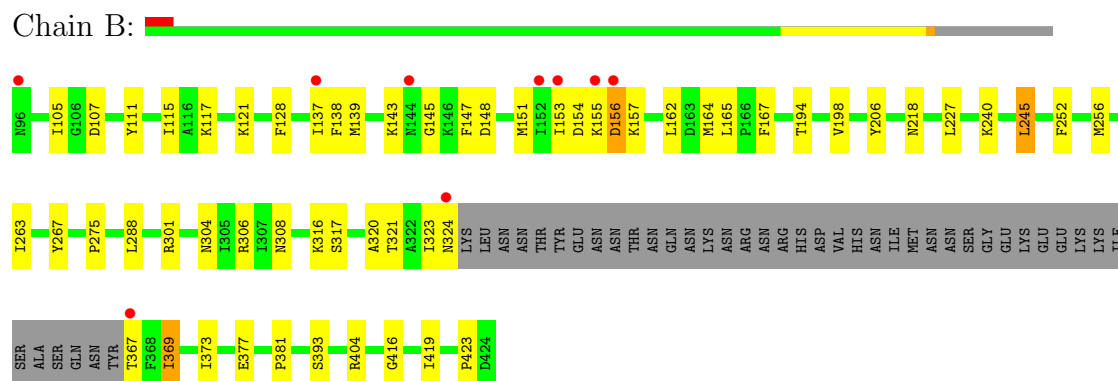 Chain B:
N96 I105 G106 D107 Y111 I115 A116 K117 K121 F128 I137 F138 M139 K143 N144 G145 K146 F147 D148 M151 I152 I153 D154 K155 D156 K157 L162 D163 M164 L165 P166 F167 T194 V198 Y206 N218 L227 K240 L245 F252 M256
I263 Y267 P275 L288 R301 N304 I305 R306 I307 N308 K316 S317 A320 T321 A322 I323 N324 LYS LEU ASN ASN THR TYR GLU ASN ASN THR ASN GLN ASN LYS ASN ARG ASN ARG HIS ASP VAL HIS ASN ILE MET ASN ASN SER GLY GLU LYS GLU GLU LYS LYS ILE
SER ALA SER GLN ASN TYR T367 F368 I369 I373 E377 P381 S393 R404 G416 I419 P423 D424